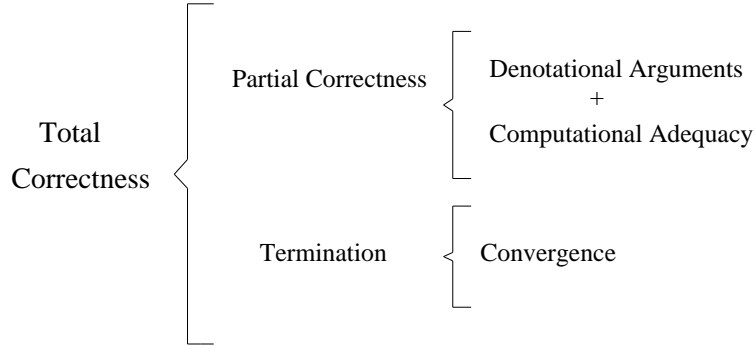 Total
Correctness
Partial Correctness
Denotational Arguments
+
Computational Adequacy
Termination
Convergence